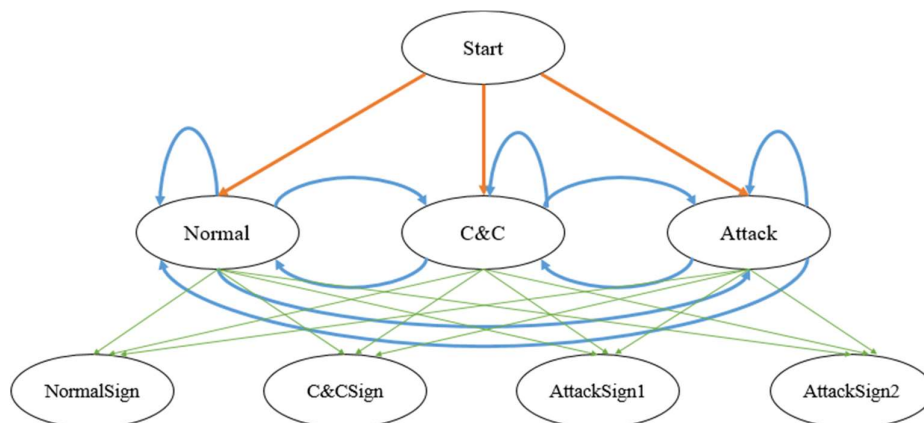 Start
Normal
C&C
Attack
NormalSign
C&CSign
AttackSign1
AttackSign2